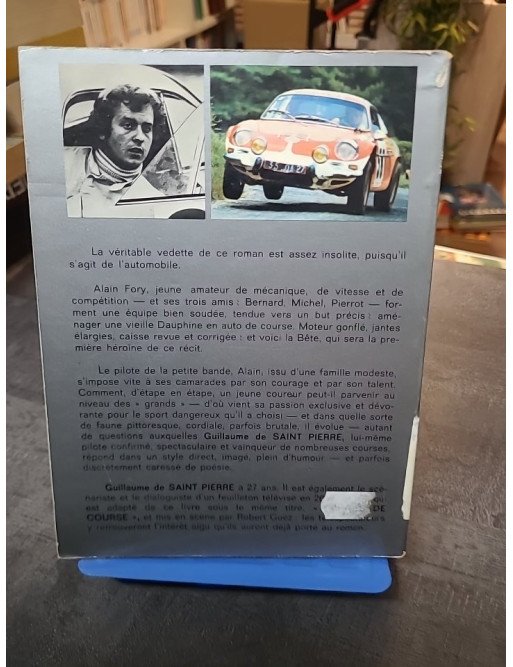 La véritable vedette de ce roman est assez insolite, puisqu'il
s'agit de l'automobile.
Alain Fory, jeune amateur de mécanique, de vitesse et de
compétition — et ses trois amis : Bernard, Michel, Pierrot — for-
ment une équipe bien soudée, tendue vers un but précis : amé-
nager une vieille Dauphine en auto de course. Moteur gonflé, jantes
élargies, caisse revue et corrigée : et voici la Bête, qui sera la pre-
mière héroïne de ce récit.
Le pilote de la petite bande, Alain, issu d'une famille modeste,
s'impose vite à ses camarades par son courage et par son talent.
Comment, d'étape en étape, un jeune coureur peut-il parvenir au
niveau des « grands » — d'où vient sa passion exclusive et dévo-
rante pour le sport dangereux qu'il a choisi — et dans quelle sorte
de faune pittoresque, cordiale, parfois brutale, il évolue — autant
de questions auxquelles Guillaume de SAINT PIERRE, lui-même
pilote confirmé, spectaculaire et vainqueur de nombreuses courses,
répond dans un style direct, imagé, plein d'humour — et parfois
discrètement caressé de poésie.
Guillaume de SAINT PIERRE a 27 ans. Il est également le scé-
nariste et le dialoguiste d'un feuilleton télévisé en qui
est adapté de ce livre sous le même titre, « DE
COURSE », et mis en scène par Robert Guez : les
y retrouveront l'intérêt aigu qu'ils auront déjà porté au roman.